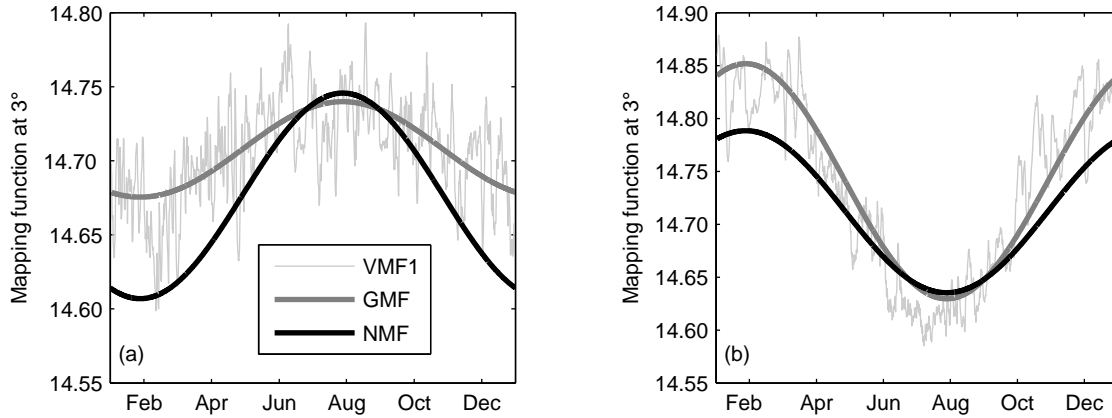 Mapping function at 3°
14.80
14.75
14.70
14.65
14.60
14.55
Feb Apr Jun Aug Oct Dec
(a)
VMF1
GMF
NMF
Mapping function at 3°
14.90
14.85
14.80
14.75
14.70
14.65
14.60
14.55
Feb Apr Jun Aug Oct Dec
(b)